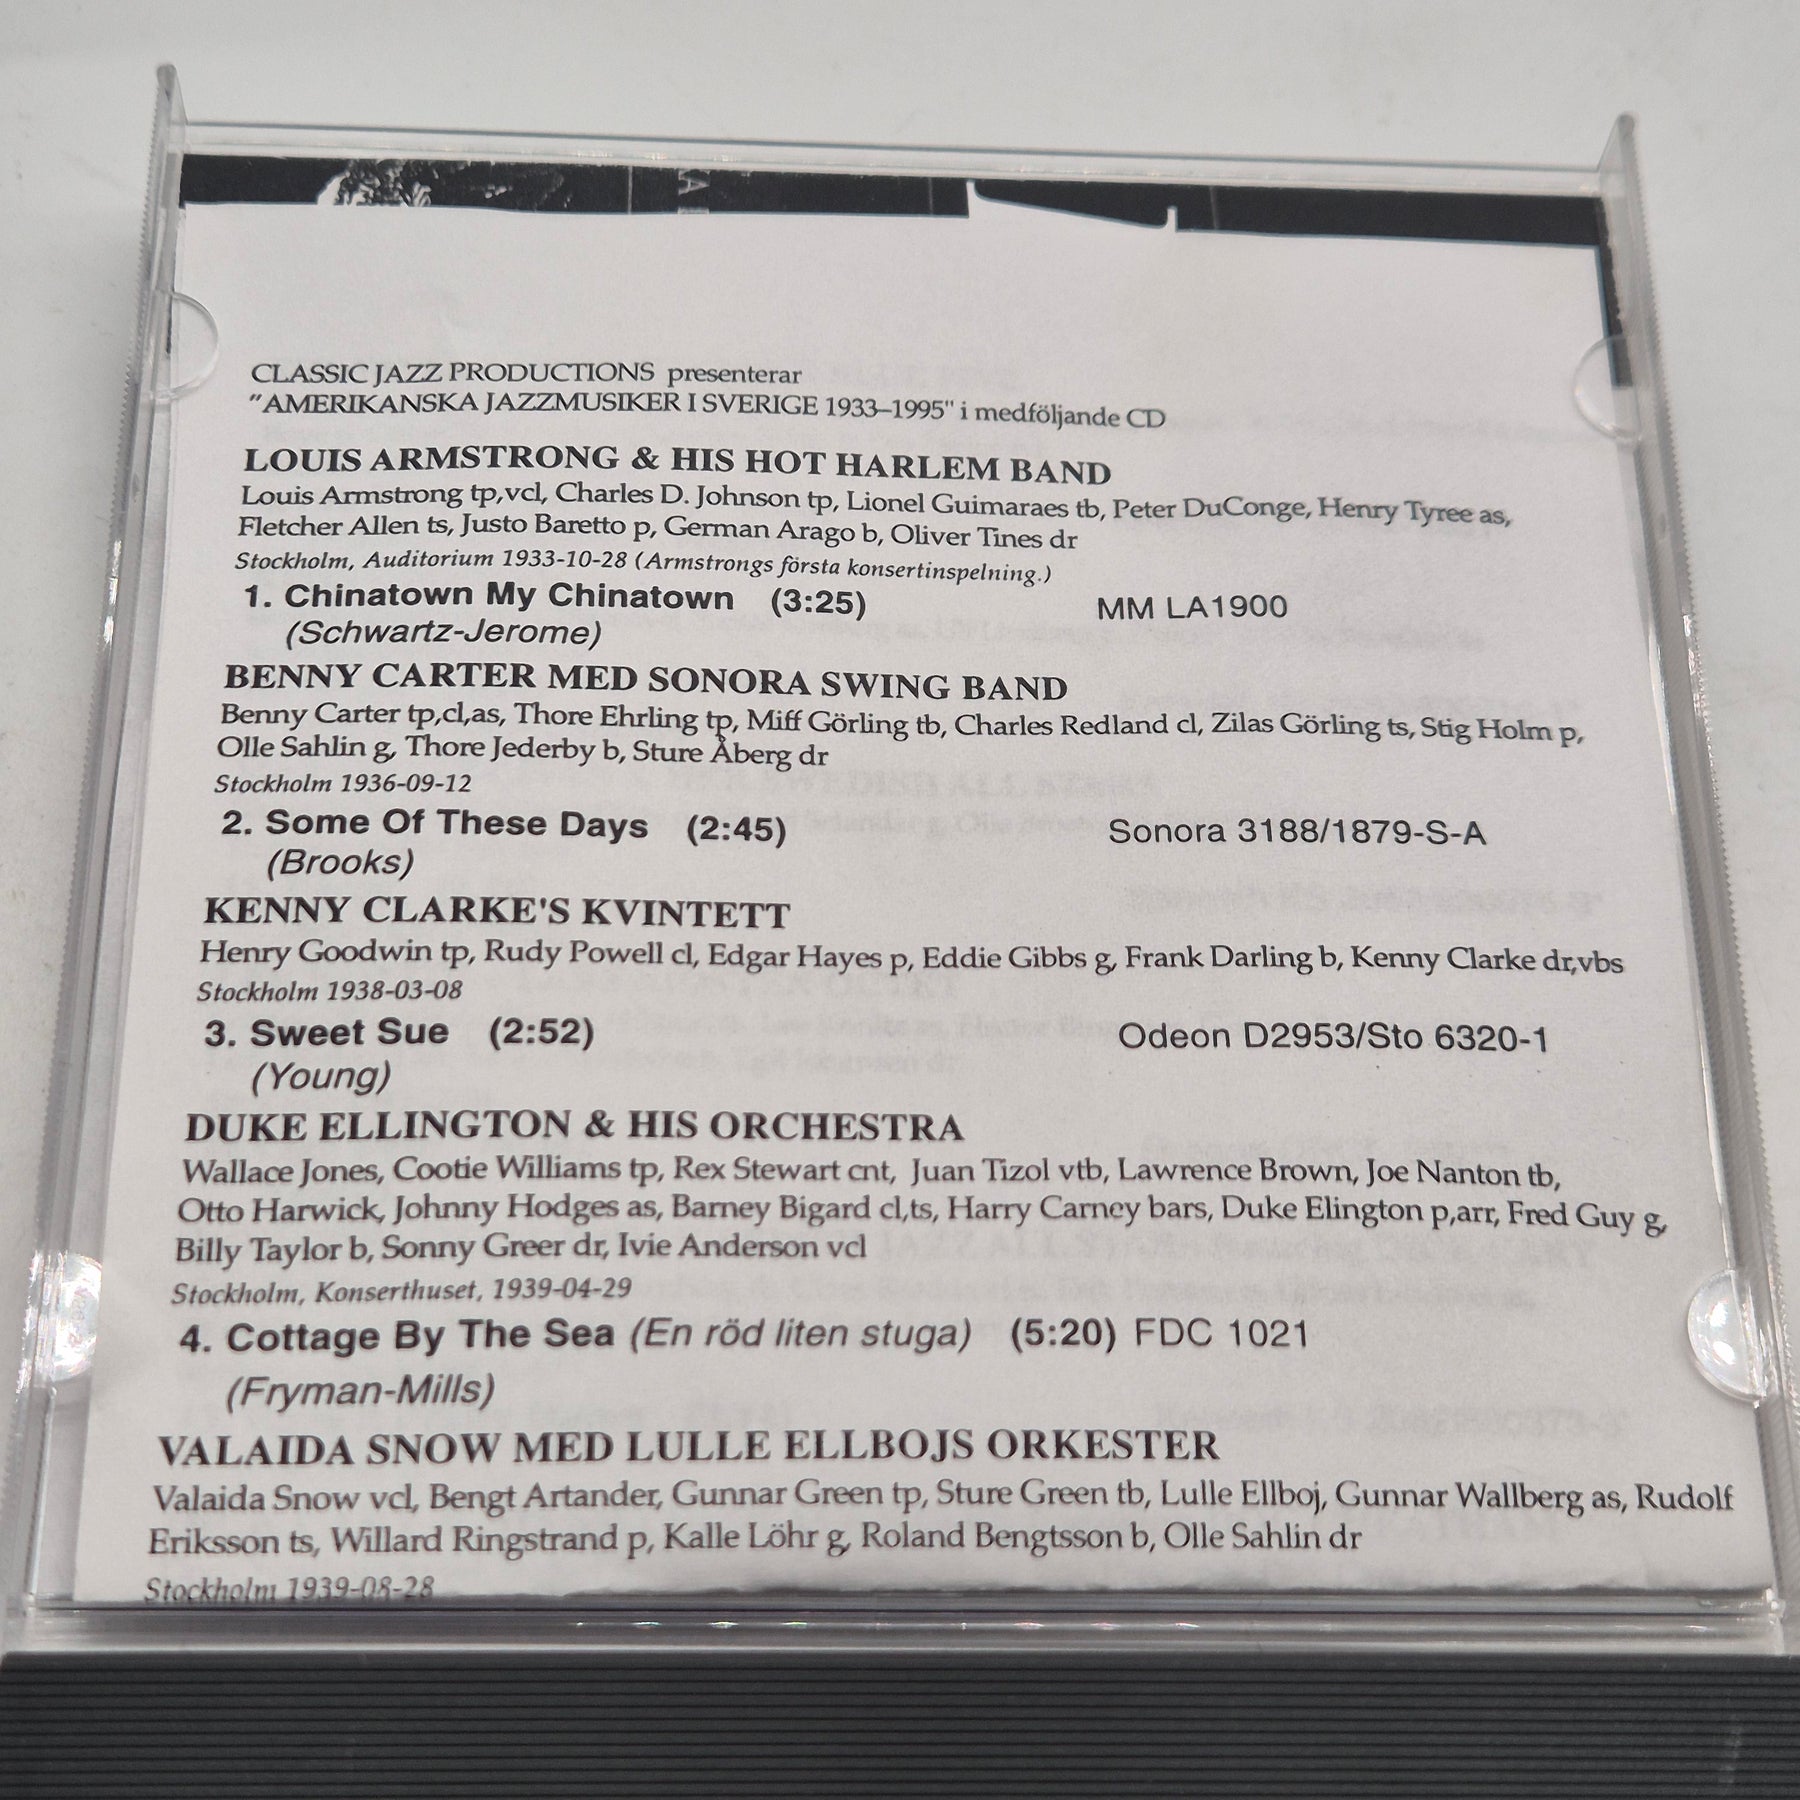 CLASSIC JAZZ PRODUCTIONS presenterar
"AMERIKANSKA JAZZMUSIKER I SVERIGE 1933–1995" i medföljande CD
LOUIS ARMSTRONG & HIS HOT HARLEM BAND
Louis Armstrong tp,vcl, Charles D. Johnson tp, Lionel Guimaraes tb, Peter DuConge, Henry Tyree as,
Fletcher Allen ts, Justo Baretto p, German Arago b, Oliver Tines dr
Stockholm, Auditorium 1933-10-28 (Armstrongs första konsertinspelning.)
1. Chinatown My Chinatown (3:25) MM LA1900
(Schwartz-Jerome)
BENNY CARTER MED SONORA SWING BAND
Benny Carter tp,cl,as, Thore Ehrling tp, Miff Görling tb, Charles Redland cl, Zilas Görling ts, Stig Holm p,
Olle Sahlin g, Thore Jederby b, Sture Åberg dr
Stockholm 1936-09-12
2. Some Of These Days (2:45) Sonora 3188/1879-S-A
(Brooks)
KENNY CLARKE'S KVINTETT
Henry Goodwin tp, Rudy Powell cl, Edgar Hayes p, Eddie Gibbs g, Frank Darling b, Kenny Clarke dr,vbs
Stockholm 1938-03-08
3. Sweet Sue (2:52) Odeon D2953/Sto 6320-1
(Young)
DUKE ELLINGTON & HIS ORCHESTRA
Wallace Jones, Cootie Williams tp, Rex Stewart cnt, Juan Tizol vtb, Lawrence Brown, Joe Nanton tb,
Otto Harwick, Johnny Hodges as, Barney Bigard cl,ts, Harry Carney bars, Duke Elington p,arr, Fred Guy g,
Billy Taylor b, Sonny Greer dr, Ivie Anderson vcl
Stockholm, Konserthuset, 1939-04-29
4. Cottage By The Sea (En röd liten stuga) (5:20) FDC 1021
(Fryman-Mills)
VALAIDA SNOW MED LULLE ELLBOJS ORKESTER
Valaida Snow vcl, Bengt Artander, Gunnar Green tp, Sture Green tb, Lulle Ellboj, Gunnar Wallberg as, Rudolf
Eriksson ts, Willard Ringstrand p, Kalle Löhr g, Roland Bengtsson b, Olle Sahlin dr
Stockholm 1939-08-28